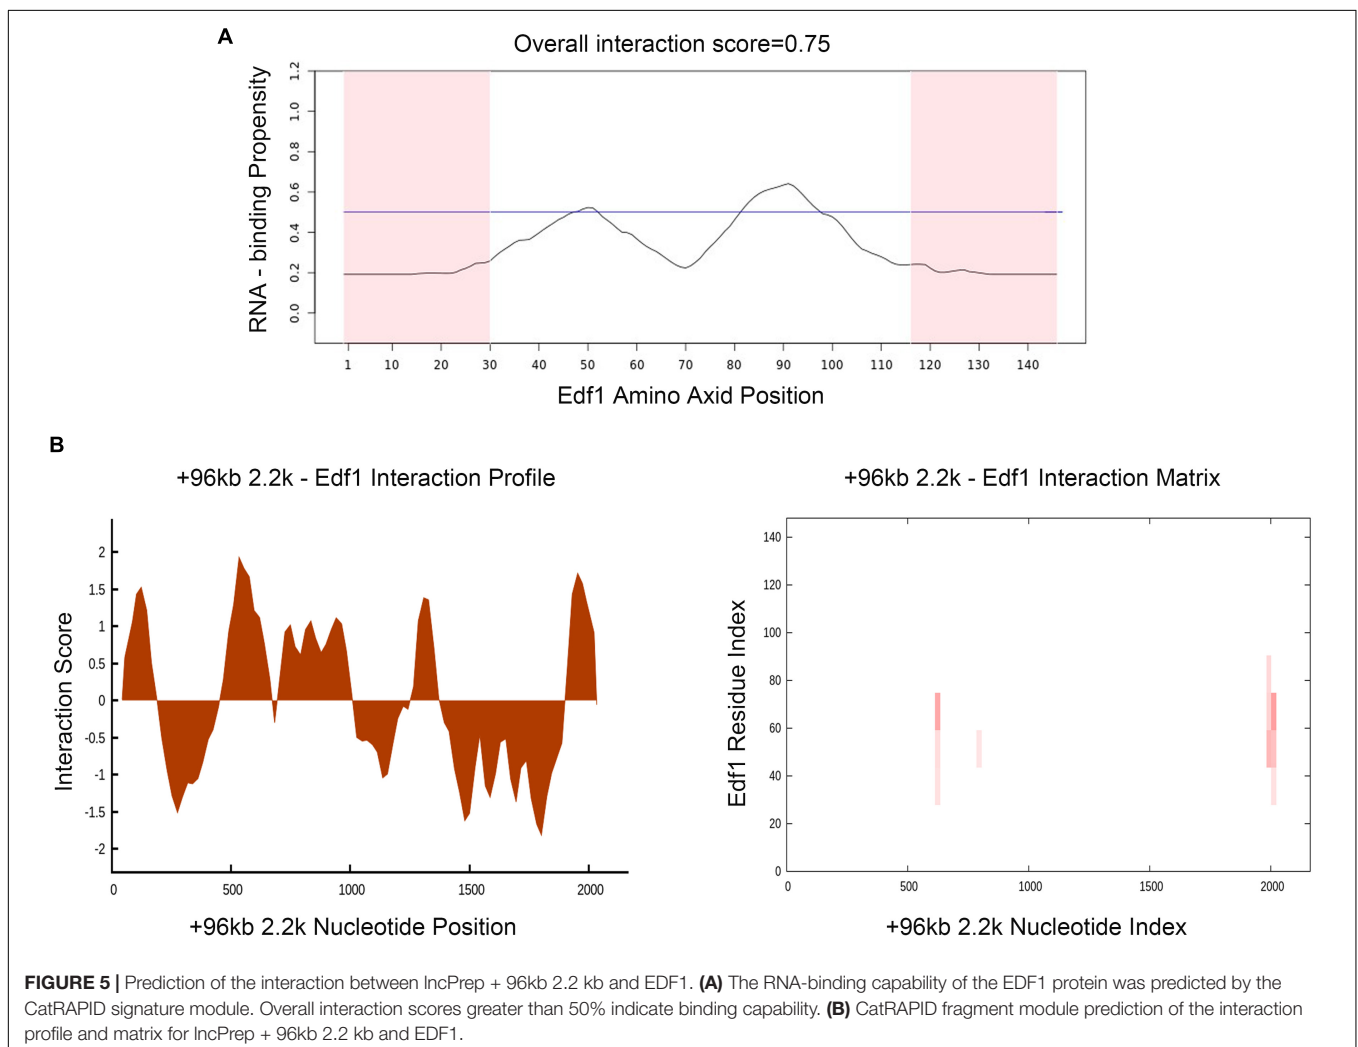 A
Overall interaction score=0.75
RNA - binding Propensity
1.2
1.0
0.8
0.6
0.4
0.2
0.0
1 10 20 30 40 50 60 70 80 90 100 110 120 130 140
Edf1 Amino Axid Position
B
+96kb 2.2k - Edf1 Interaction Profile
Interaction Score
2
1.5
1
0.5
0
-0.5
-1
-1.5
-2
0 500 1000 1500 2000
+96kb 2.2k Nucleotide Position
+96kb 2.2k - Edf1 Interaction Matrix
Edf1 Residue Index
140
120
100
80
60
40
20
0
0 500 1000 1500 2000
+96kb 2.2k Nucleotide Index
FIGURE 5 | Prediction of the interaction between lncPrep + 96kb 2.2 kb and EDF1. (A) The RNA-binding capability of the EDF1 protein was predicted by the
CatRAPID signature module. Overall interaction scores greater than 50% indicate binding capability. (B) CatRAPID fragment module prediction of the interaction
profile and matrix for lncPrep + 96kb 2.2 kb and EDF1.